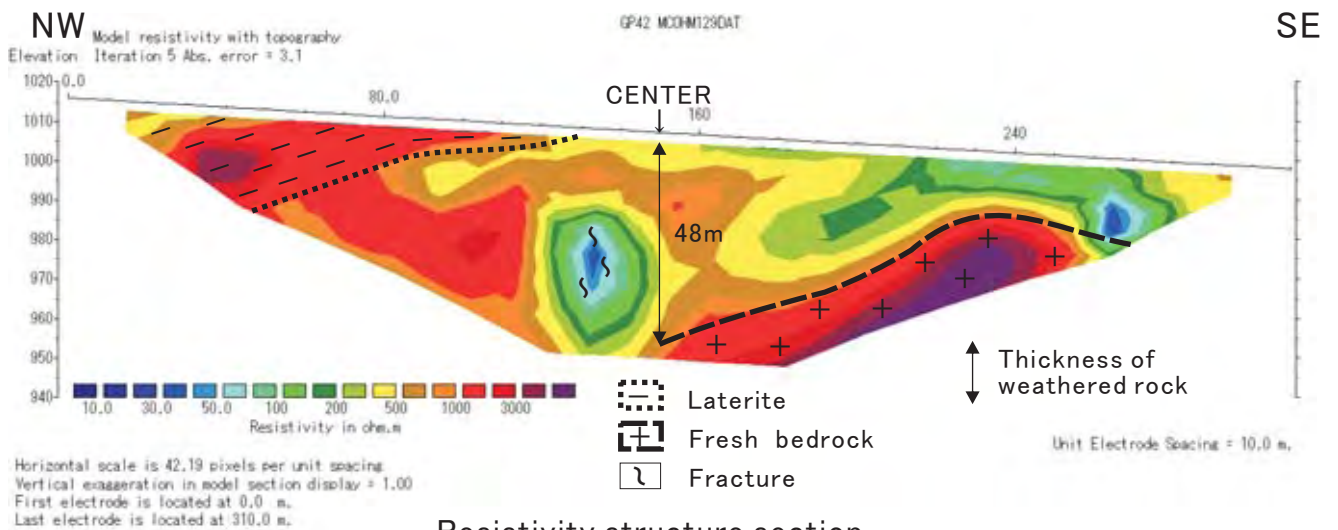 NW
Model resistivity with topography
GP42 MCOHM129DAT
SE
Elevation
Iteration 5 Abs. error = 3.1
1020
0.0
80.0
CENTER
160
240
1010
1000
990
980
970
960
950
940
48m
10.0 30.0 50.0 100 200 500 1000 3000
Resistivity in ohm.m
Thickness of
weathered rock
Laterite
Fresh bedrock
Fracture
Unit Electrode Spacing = 10.0 m.
Horizontal scale is 42.19 pixels per unit spacing
Vertical exaggeration in model section display = 1.00
First electrode is located at 0.0 m.
Last electrode is located at 310.0 m.
Resistivity structure section